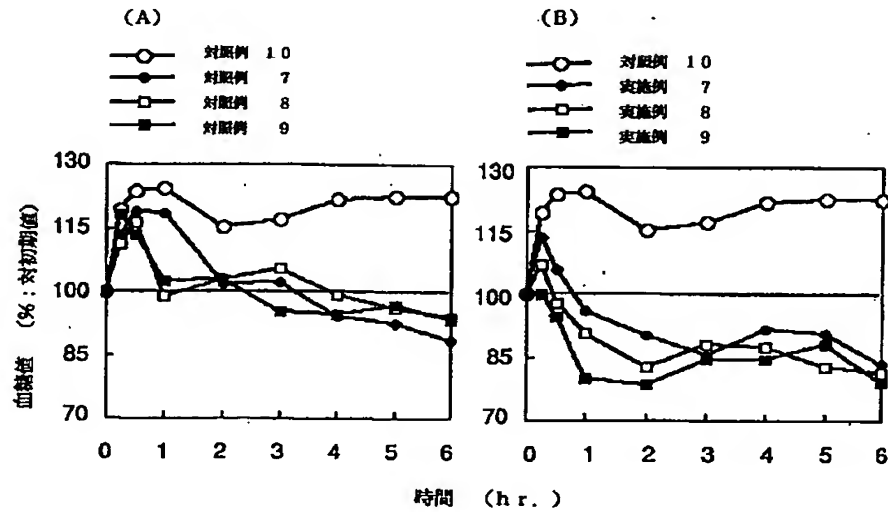 (A)
対照例 10
対照例 7
対照例 8
対照例 9
(B)
対照例 10
実施例 7
実施例 8
実施例 9
血糖値 (%:対初期値)
130
115
100
85
70
0 1 2 3 4 5 6
130
115
100
85
70
0 1 2 3 4 5 6
時間 (hr.)